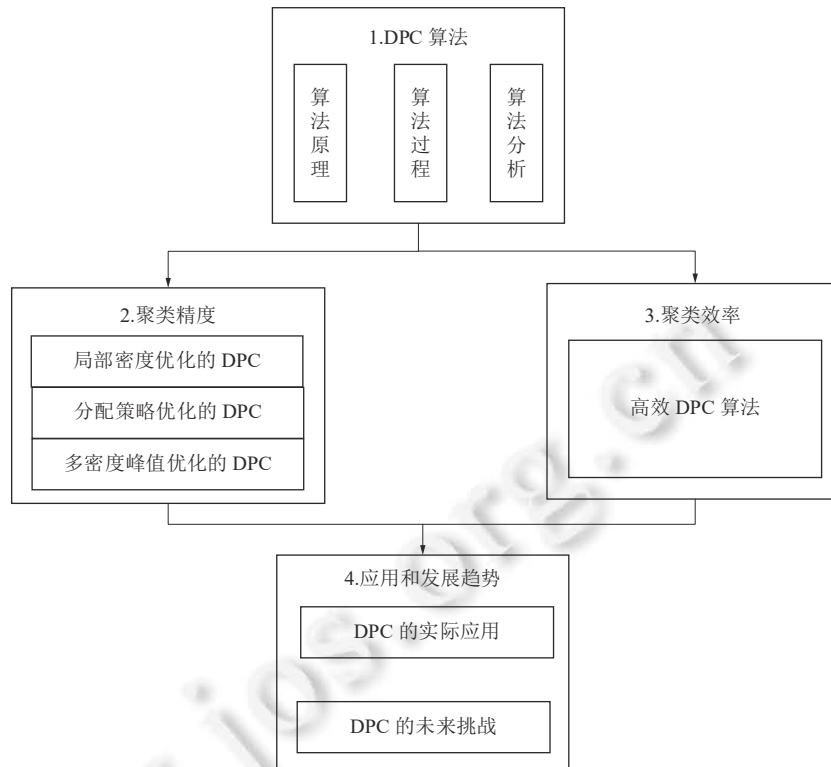 1.DPC 算法
算法原理
算法过程
算法分析
2.聚类精度
局部密度优化的 DPC
分配策略优化的 DPC
多密度峰值优化的 DPC
3.聚类效率
高效 DPC 算法
4.应用和发展趋势
DPC 的实际应用
DPC 的未来挑战
.ios.org.cn